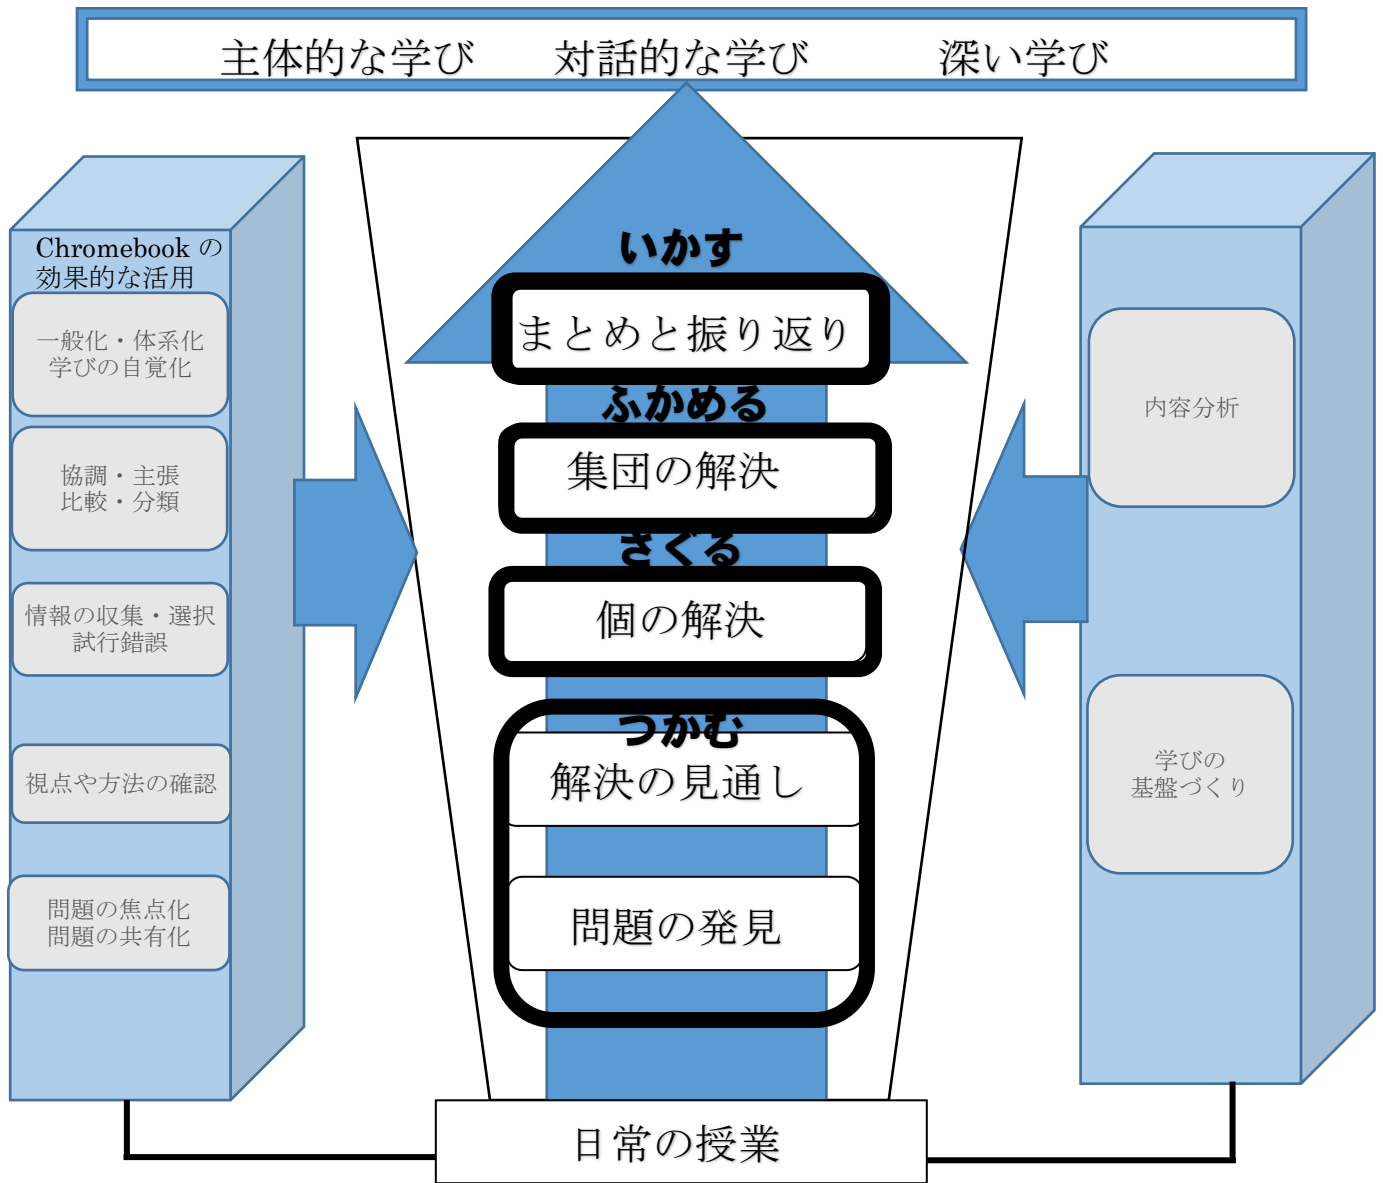 主体的な学び 対話的な学び 深い学び
Chromebook の
効果的な活用
一般化・体系化
学びの自覚化
協調・主張
比較・分類
情報の収集・選択
試行錯誤
視点や方法の確認
問題の焦点化
問題の共有化
いかす
まとめと振り返り
ふかめる
集団の解決
さぐる
個の解決
つかむ
解決の見通し
問題の発見
内容分析
学びの
基盤づくり
日常の授業